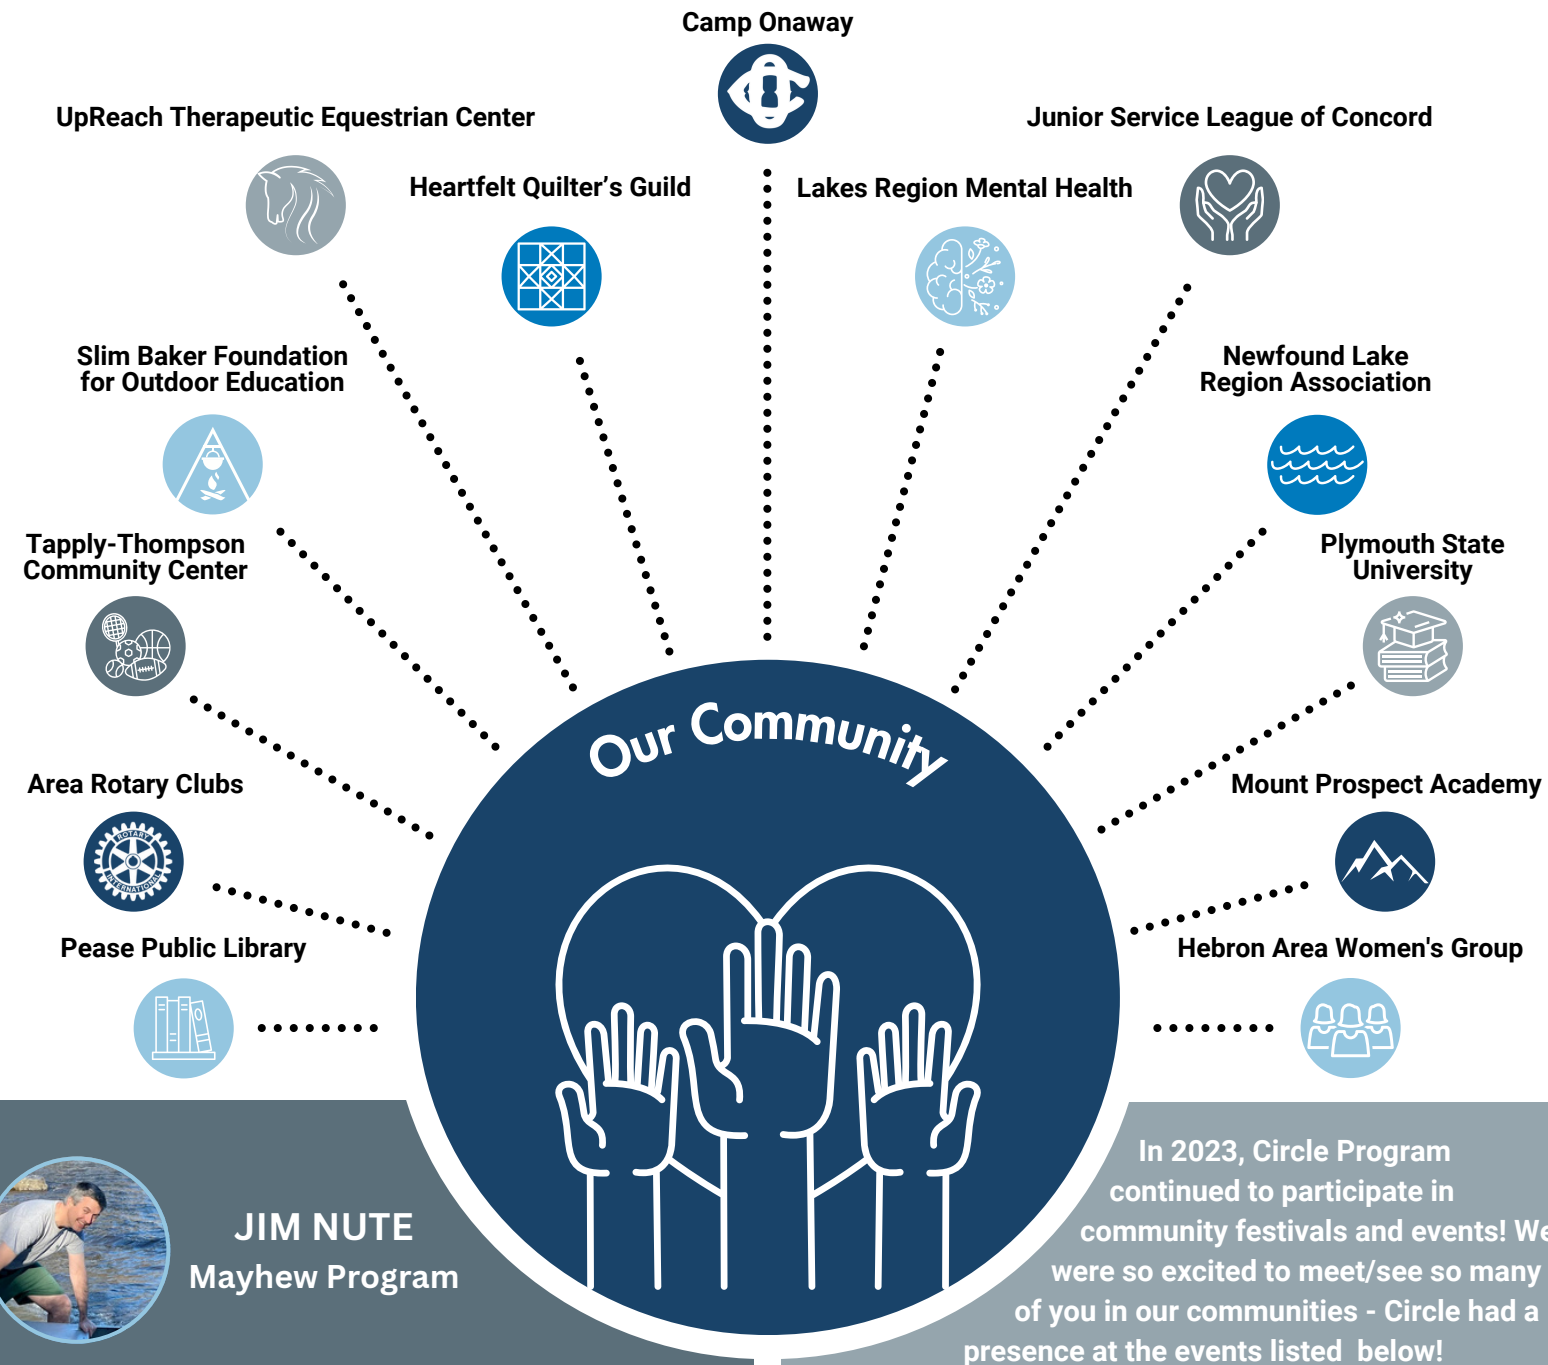 Camp Onaway
UpReach Therapeutic Equestrian Center
Junior Service League of Concord
Heartfelt Quilter’s Guild
Lakes Region Mental Health
Slim Baker Foundation
for Outdoor Education
Newfound Lake
Region Association
Tapply-Thompson
Community Center
Plymouth State
University
Our Community
Area Rotary Clubs
ROTARY
INTERNATIONAL
Mount Prospect Academy
Pease Public Library
Hebron Area Women's Group
JIM NUTE
Mayhew Program
In 2023, Circle Program
continued to participate in
community festivals and events! We
were so excited to meet/see so many
of you in our communities - Circle had a
presence at the events listed below!